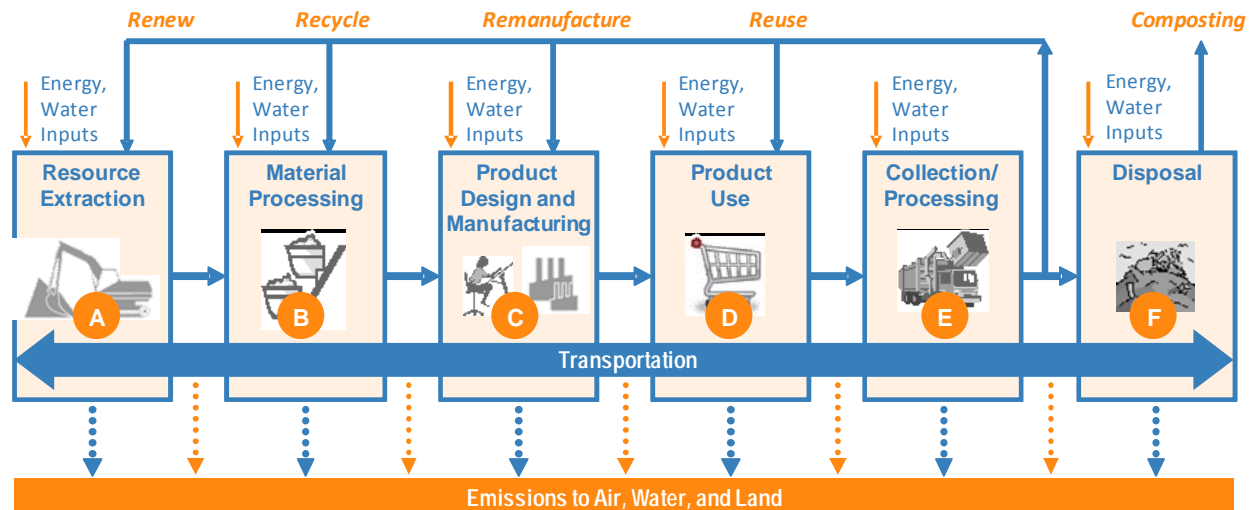 Renew
Recycle
Remanufacture
Reuse
Composting
Energy,
Water
Inputs
Energy,
Water
Inputs
Energy,
Water
Inputs
Energy,
Water
Inputs
Energy,
Water
Inputs
Energy,
Water
Inputs
Resource
Extraction
Material
Processing
Product
Design and
Manufacturing
Product
Use
Collection/
Processing
Disposal
A
B
C
D
E
F
Transportation
Emissions to Air, Water, and Land